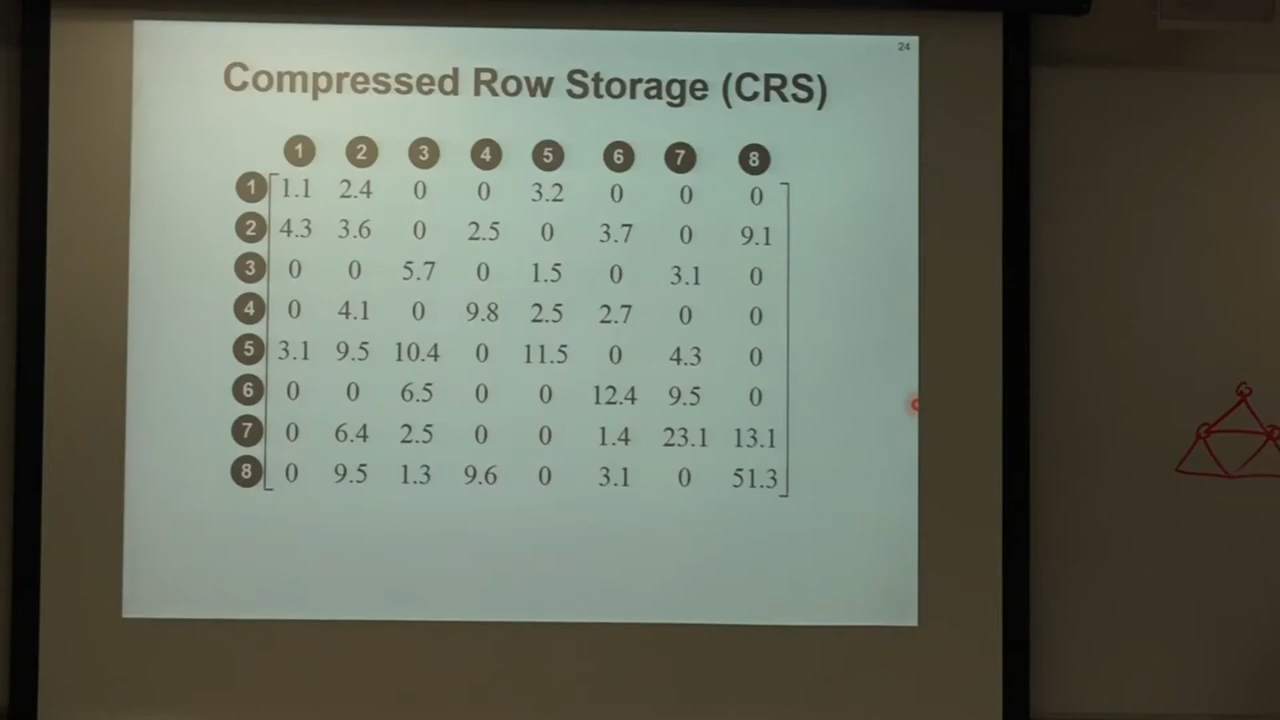 24
Compressed Row Storage (CRS)
1 2 3 4 5 6 7 8
1 1.1 2.4 0 0 3.2 0 0 0
2 4.3 3.6 0 2.5 0 3.7 0 9.1
3 0 0 5.7 0 1.5 0 3.1 0
4 0 4.1 0 9.8 2.5 2.7 0 0
5 3.1 9.5 10.4 0 11.5 0 4.3 0
6 0 0 6.5 0 0 12.4 9.5 0
7 0 6.4 2.5 0 0 1.4 23.1 13.1
8 0 9.5 1.3 9.6 0 3.1 0 51.3